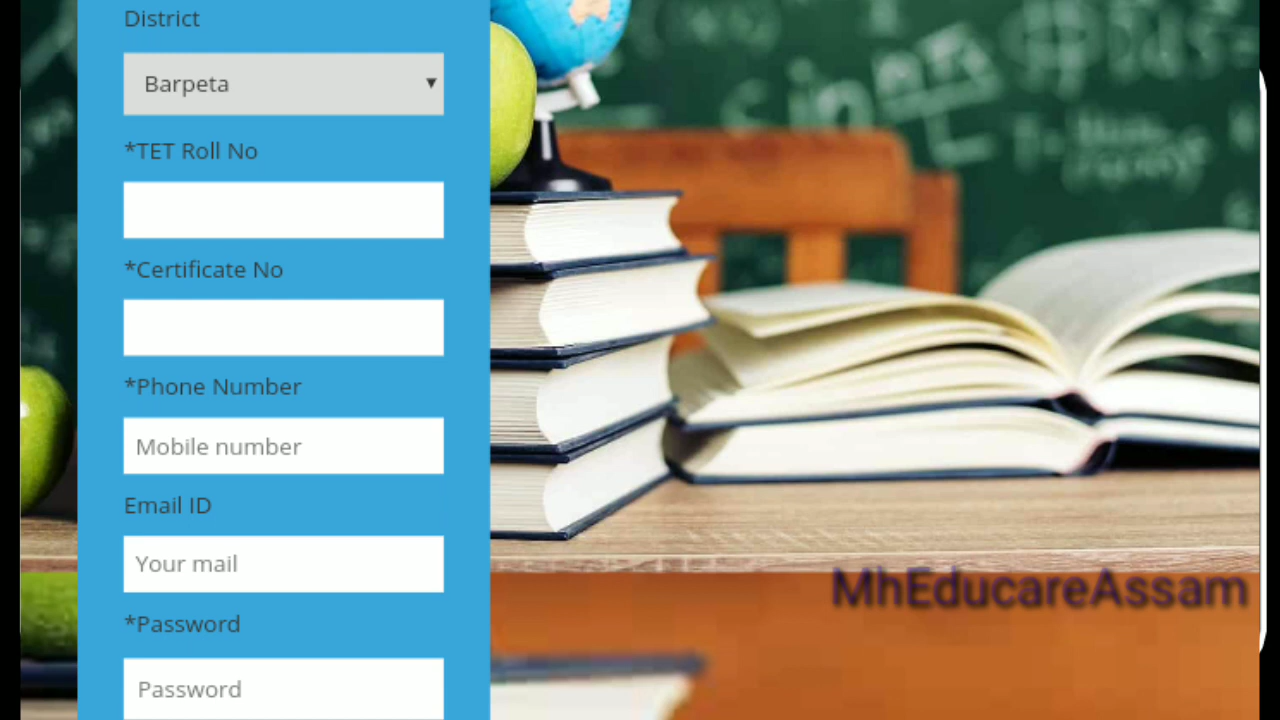 District
Barpeta
*TET Roll No
*Certificate No
*Phone Number
Mobile number
Email ID
Your mail
*Password
Password
MhEducareAssam